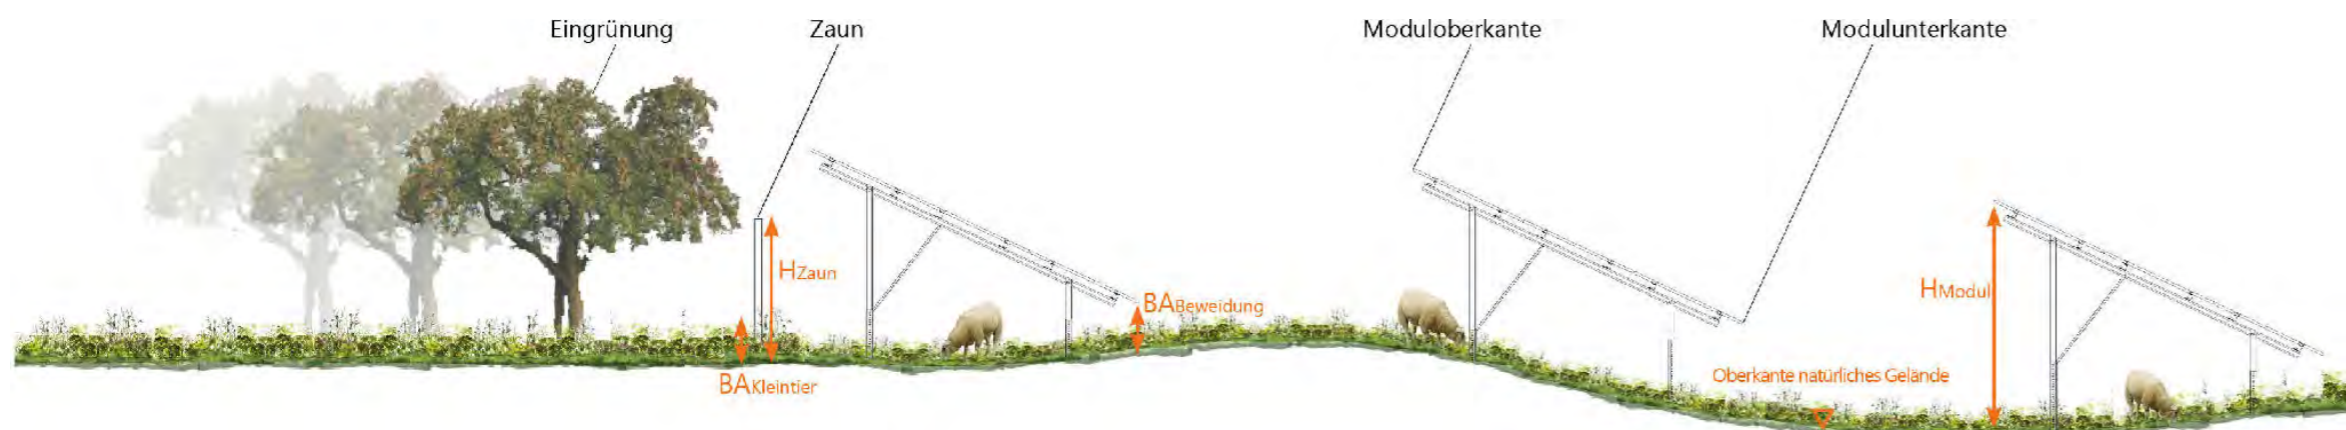 Eingrünung
Zaun
Moduloberkante
Modulunterkante
HZaun
BABeweidung
HModul
Oberkante natürliches Gelände
BAKleintier